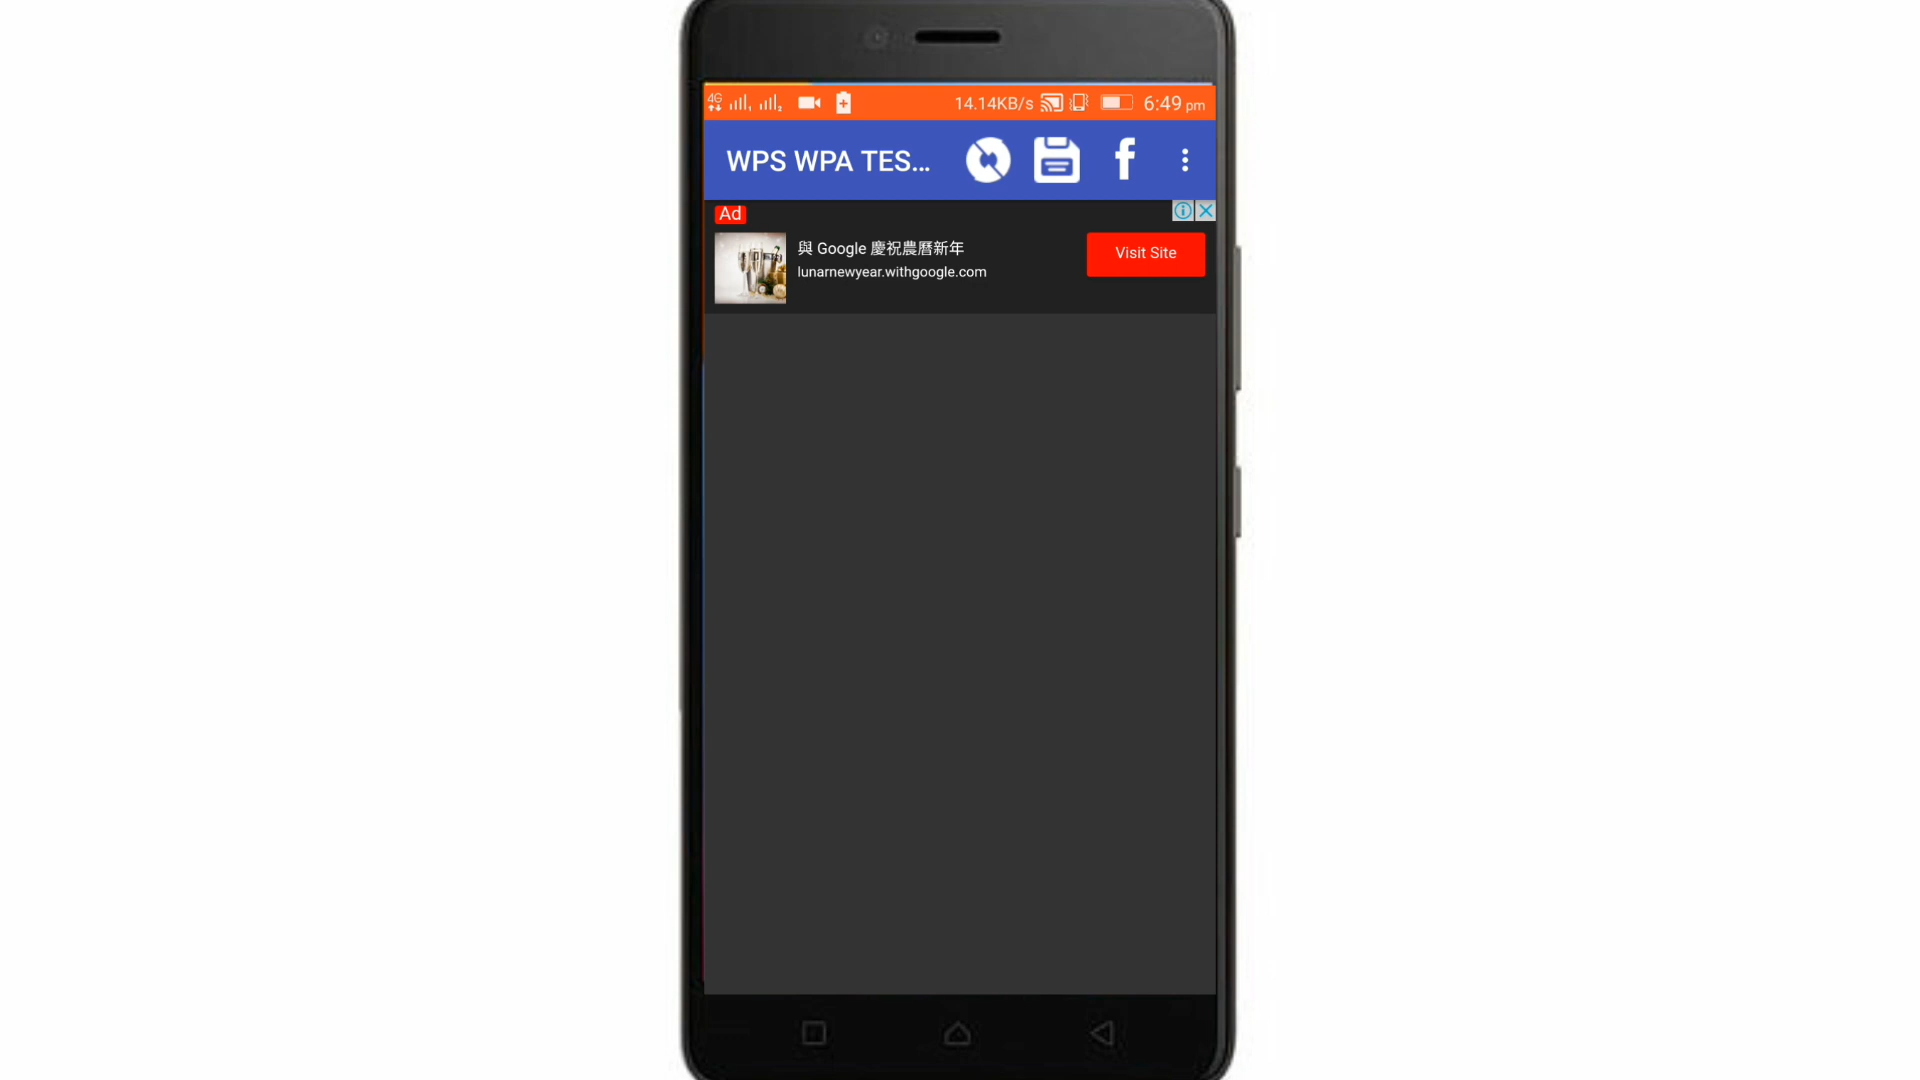 4G 14.14KB/s 6:49 pm
WPS WPA TES...
Ad
與 Google 慶祝農曆新年
lunarnewyear.withgoogle.com
Visit Site